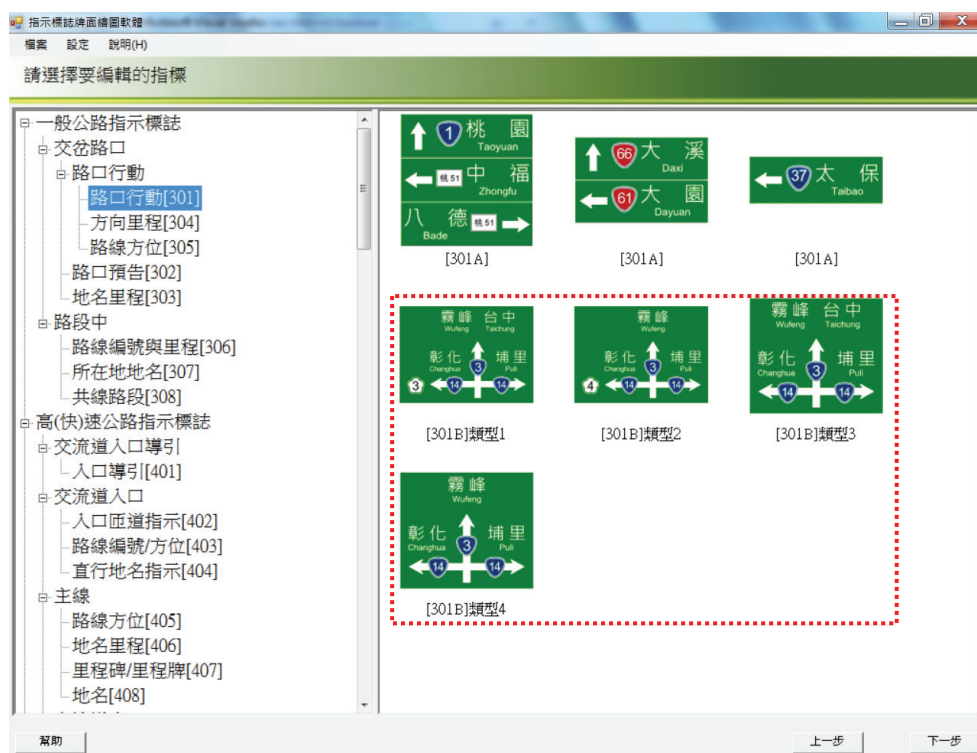 指示標誌牌面繪圖軟體
檔案 設定 說明(H)
請選擇要編輯的指標
一般公路指示標誌
交岔路口
路口行動
路口行動[301]
方向里程[304]
路線方位[305]
路口預告[302]
地名里程[303]
路段中
路線編號與里程[306]
所在地地名[307]
共線路段[308]
高(快)速公路指示標誌
交流道入口導引
入口導引[401]
交流道入口
入口匝道指示[402]
路線編號/方位[403]
直行地名指示[404]
主線
路線方位[405]
地名里程[406]
里程碑/里程牌[407]
地名[408]
1 桃 園
Taoyuan
桃51 中 福
Zhongfu
八 德 桃51
Bade
[301A]
66 大 溪
Daxi
61 大 園
Dayuan
[301A]
37 太 保
Taibao
[301A]
霧峰 台中
Wufeng Taichung
彰化 埔里
Changhua 3 Puli
3 14 14
[301B]類型1
霧峰
Wufeng
彰化 埔里
Changhua 3 Puli
4 14 14
[301B]類型2
霧峰 台中
Wufeng Taichung
彰化 埔里
Changhua 3 Puli
14 14
[301B]類型3
霧峰
Wufeng
彰化 埔里
Changhua 3 Puli
14 14
[301B]類型4
幫助 上一步 下一步